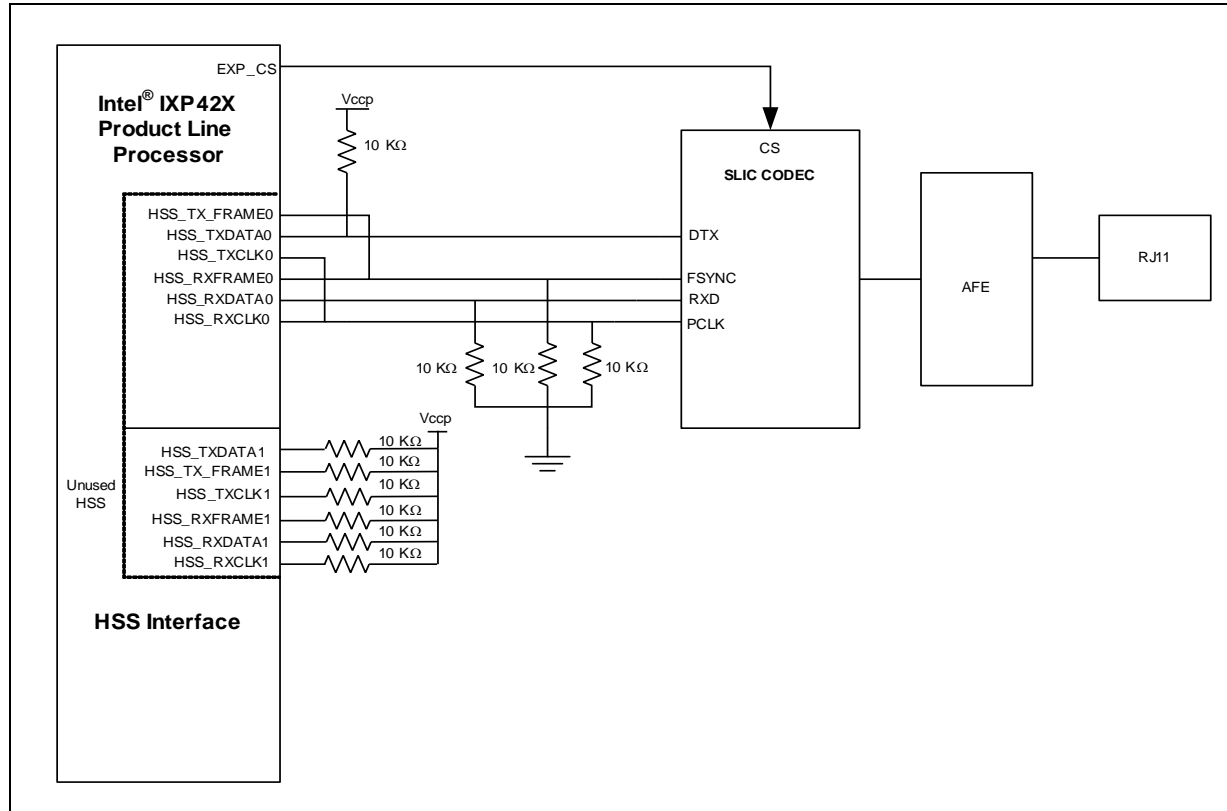 EXP_CS
Intel® IXP42X
Product Line
Processor
Vccp
10 KΩ
HSS_TX_FRAME0
HSS_TXDATA0
HSS_TXCLK0
HSS_RXFRAME0
HSS_RXDATA0
HSS_RXCLK0
CS
SLIC CODEC
DTX
FSYNC
RXD
PCLK
AFE
RJ11
10 KΩ
10 KΩ
10 KΩ
Vccp
Unused
HSS
HSS_TXDATA1
HSS_TX_FRAME1
HSS_TXCLK1
HSS_RXFRAME1
HSS_RXDATA1
HSS_RXCLK1
10 KΩ
10 KΩ
10 KΩ
10 KΩ
10 KΩ
10 KΩ
HSS Interface